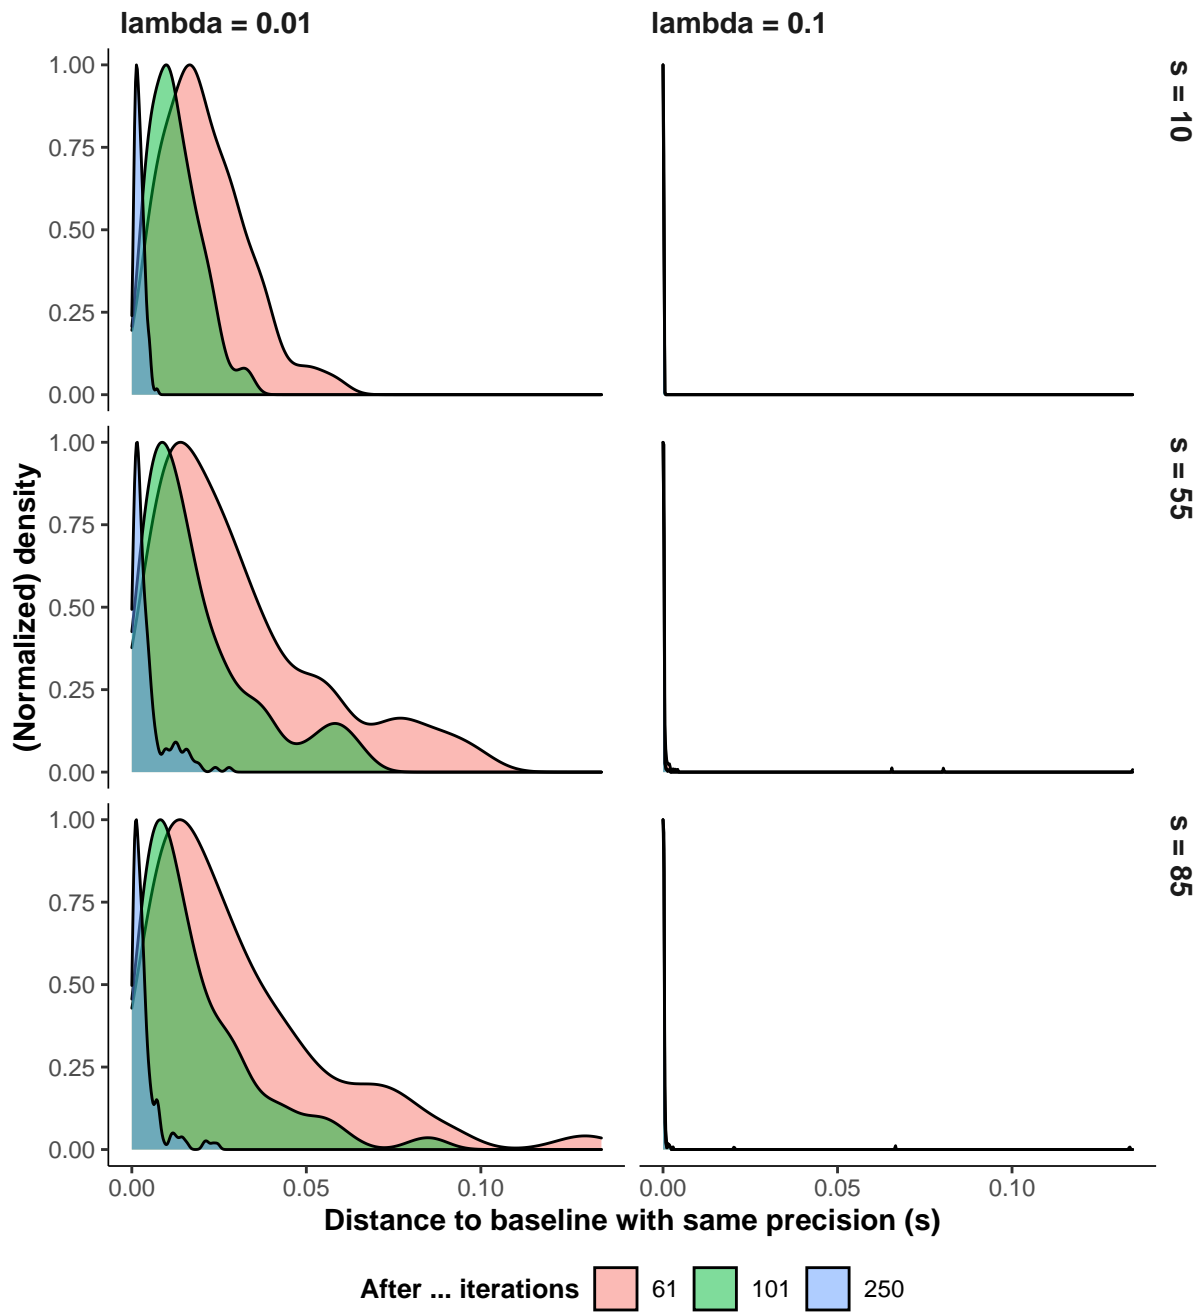 lambda = 0.01
lambda = 0.1
s = 10
1.00
0.75
0.50
0.25
0.00
s = 55
1.00
0.75
0.50
0.25
0.00
s = 85
1.00
0.75
0.50
0.25
0.00
(Normalized) density
0.00 0.05 0.10
0.00 0.05 0.10
Distance to baseline with same precision (s)
After ... iterations 61 101 250